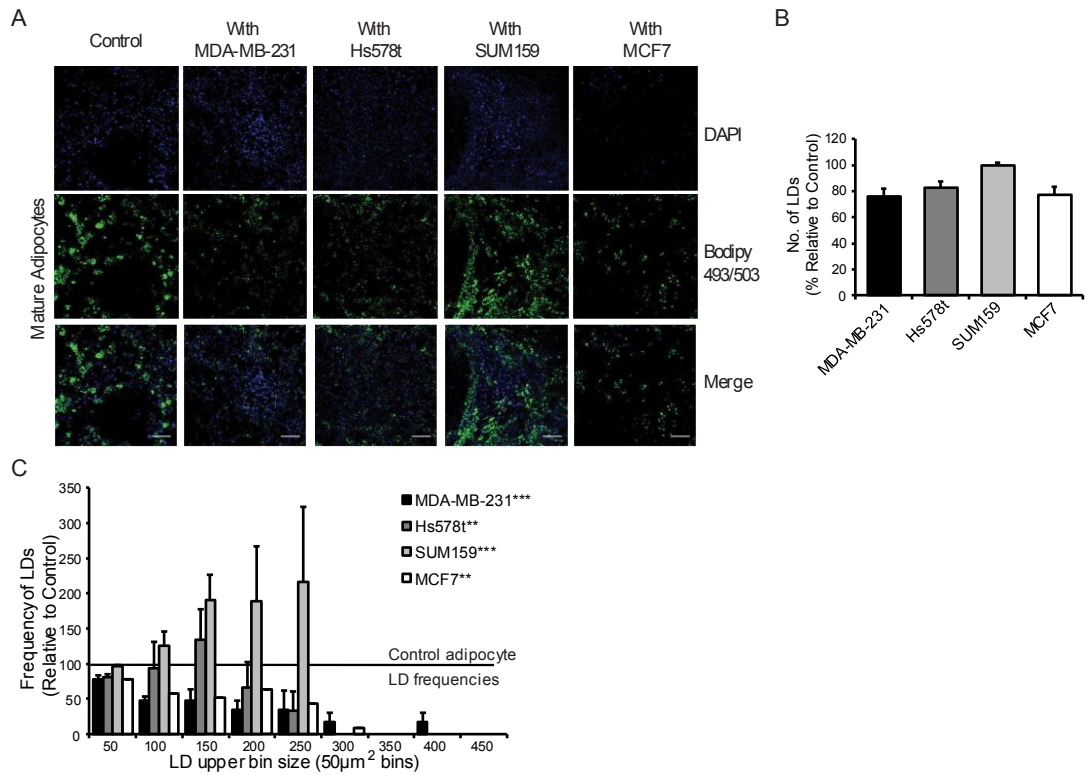 A
Control
With
MDA-MB-231
With
Hs578t
With
SUM159
With
MCF7
Mature Adipocytes
DAPI
Bodipy
493/503
Merge
B
No. of LDs
(% Relative to Control)
120
100
80
60
40
20
0
MDA-MB-231
Hs578t
SUM159
MCF7
C
Frequency of LDs
(Relative to Control)
350
300
250
200
150
100
50
0
MDA-MB-231***
Hs578t**
SUM159***
MCF7**
Control adipocyte
LD frequencies
50 100 150 200 250 300 350 400 450
LD upper bin size (50µm² bins)